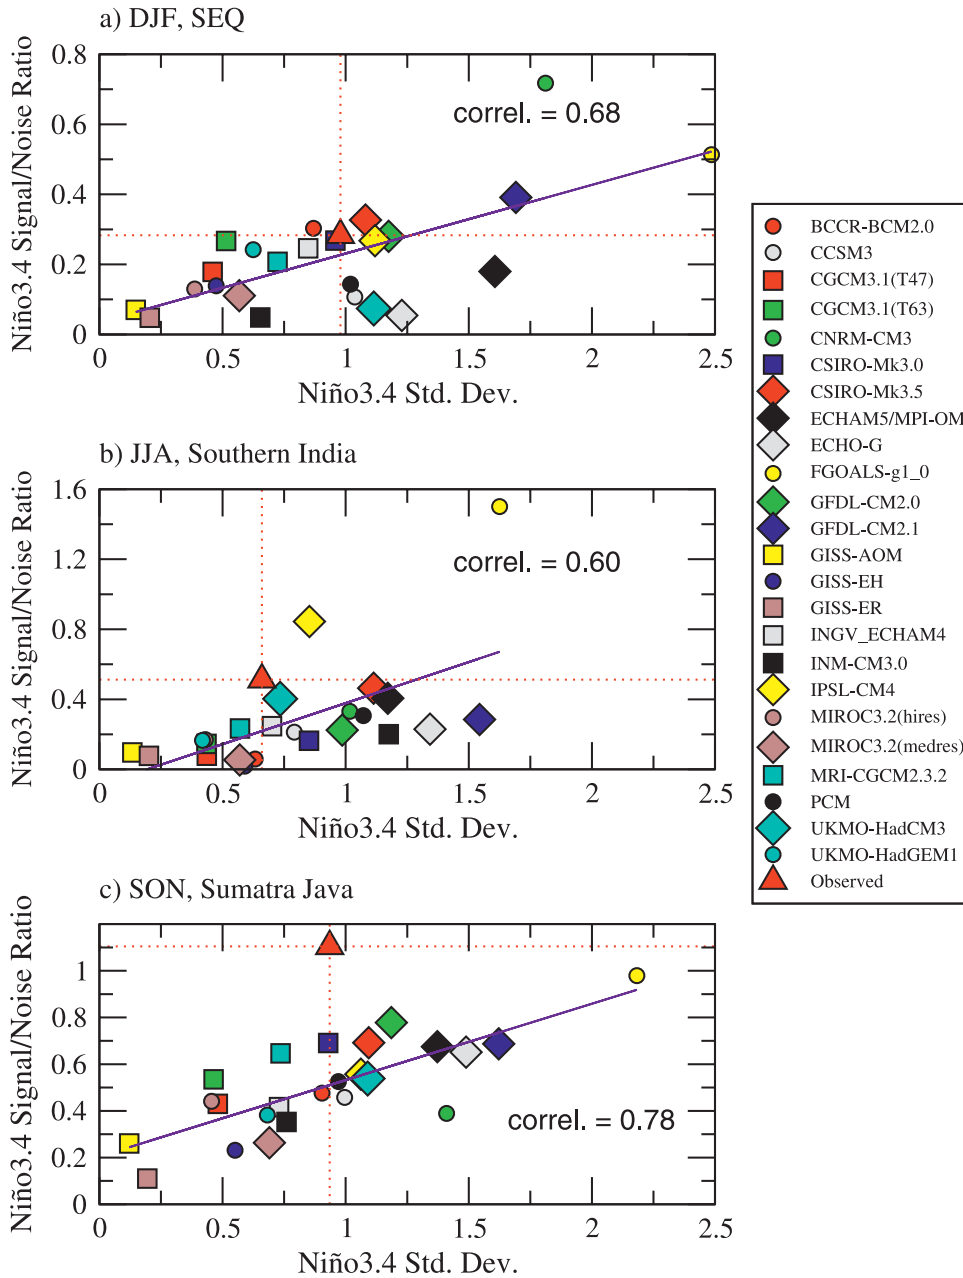 a) DJF, SEQ
Niño3.4 Signal/Noise Ratio
0.8
0.6
0.4
0.2
0
correl. = 0.68
0
0.5
1
1.5
2
2.5
Niño3.4 Std. Dev.
b) JJA, Southern India
Niño3.4 Signal/Noise Ratio
1.6
1.2
0.8
0.4
0
correl. = 0.60
0
0.5
1
1.5
2
2.5
Niño3.4 Std. Dev.
c) SON, Sumatra Java
Niño3.4 Signal/Noise Ratio
1
0.8
0.6
0.4
0.2
0
correl. = 0.78
0
0.5
1
1.5
2
2.5
Niño3.4 Std. Dev.
BCCR-BCM2.0
CCSM3
CGCM3.1(T47)
CGCM3.1(T63)
CNRM-CM3
CSIRO-Mk3.0
CSIRO-Mk3.5
ECHAM5/MPI-OM
ECHO-G
FGOALS-g1_0
GFDL-CM2.0
GFDL-CM2.1
GISS-AOM
GISS-EH
GISS-ER
INGV_ECHAM4
INM-CM3.0
IPSL-CM4
MIROC3.2(hires)
MIROC3.2(medres)
MRI-CGCM2.3.2
PCM
UKMO-HadCM3
UKMO-HadGEM1
Observed